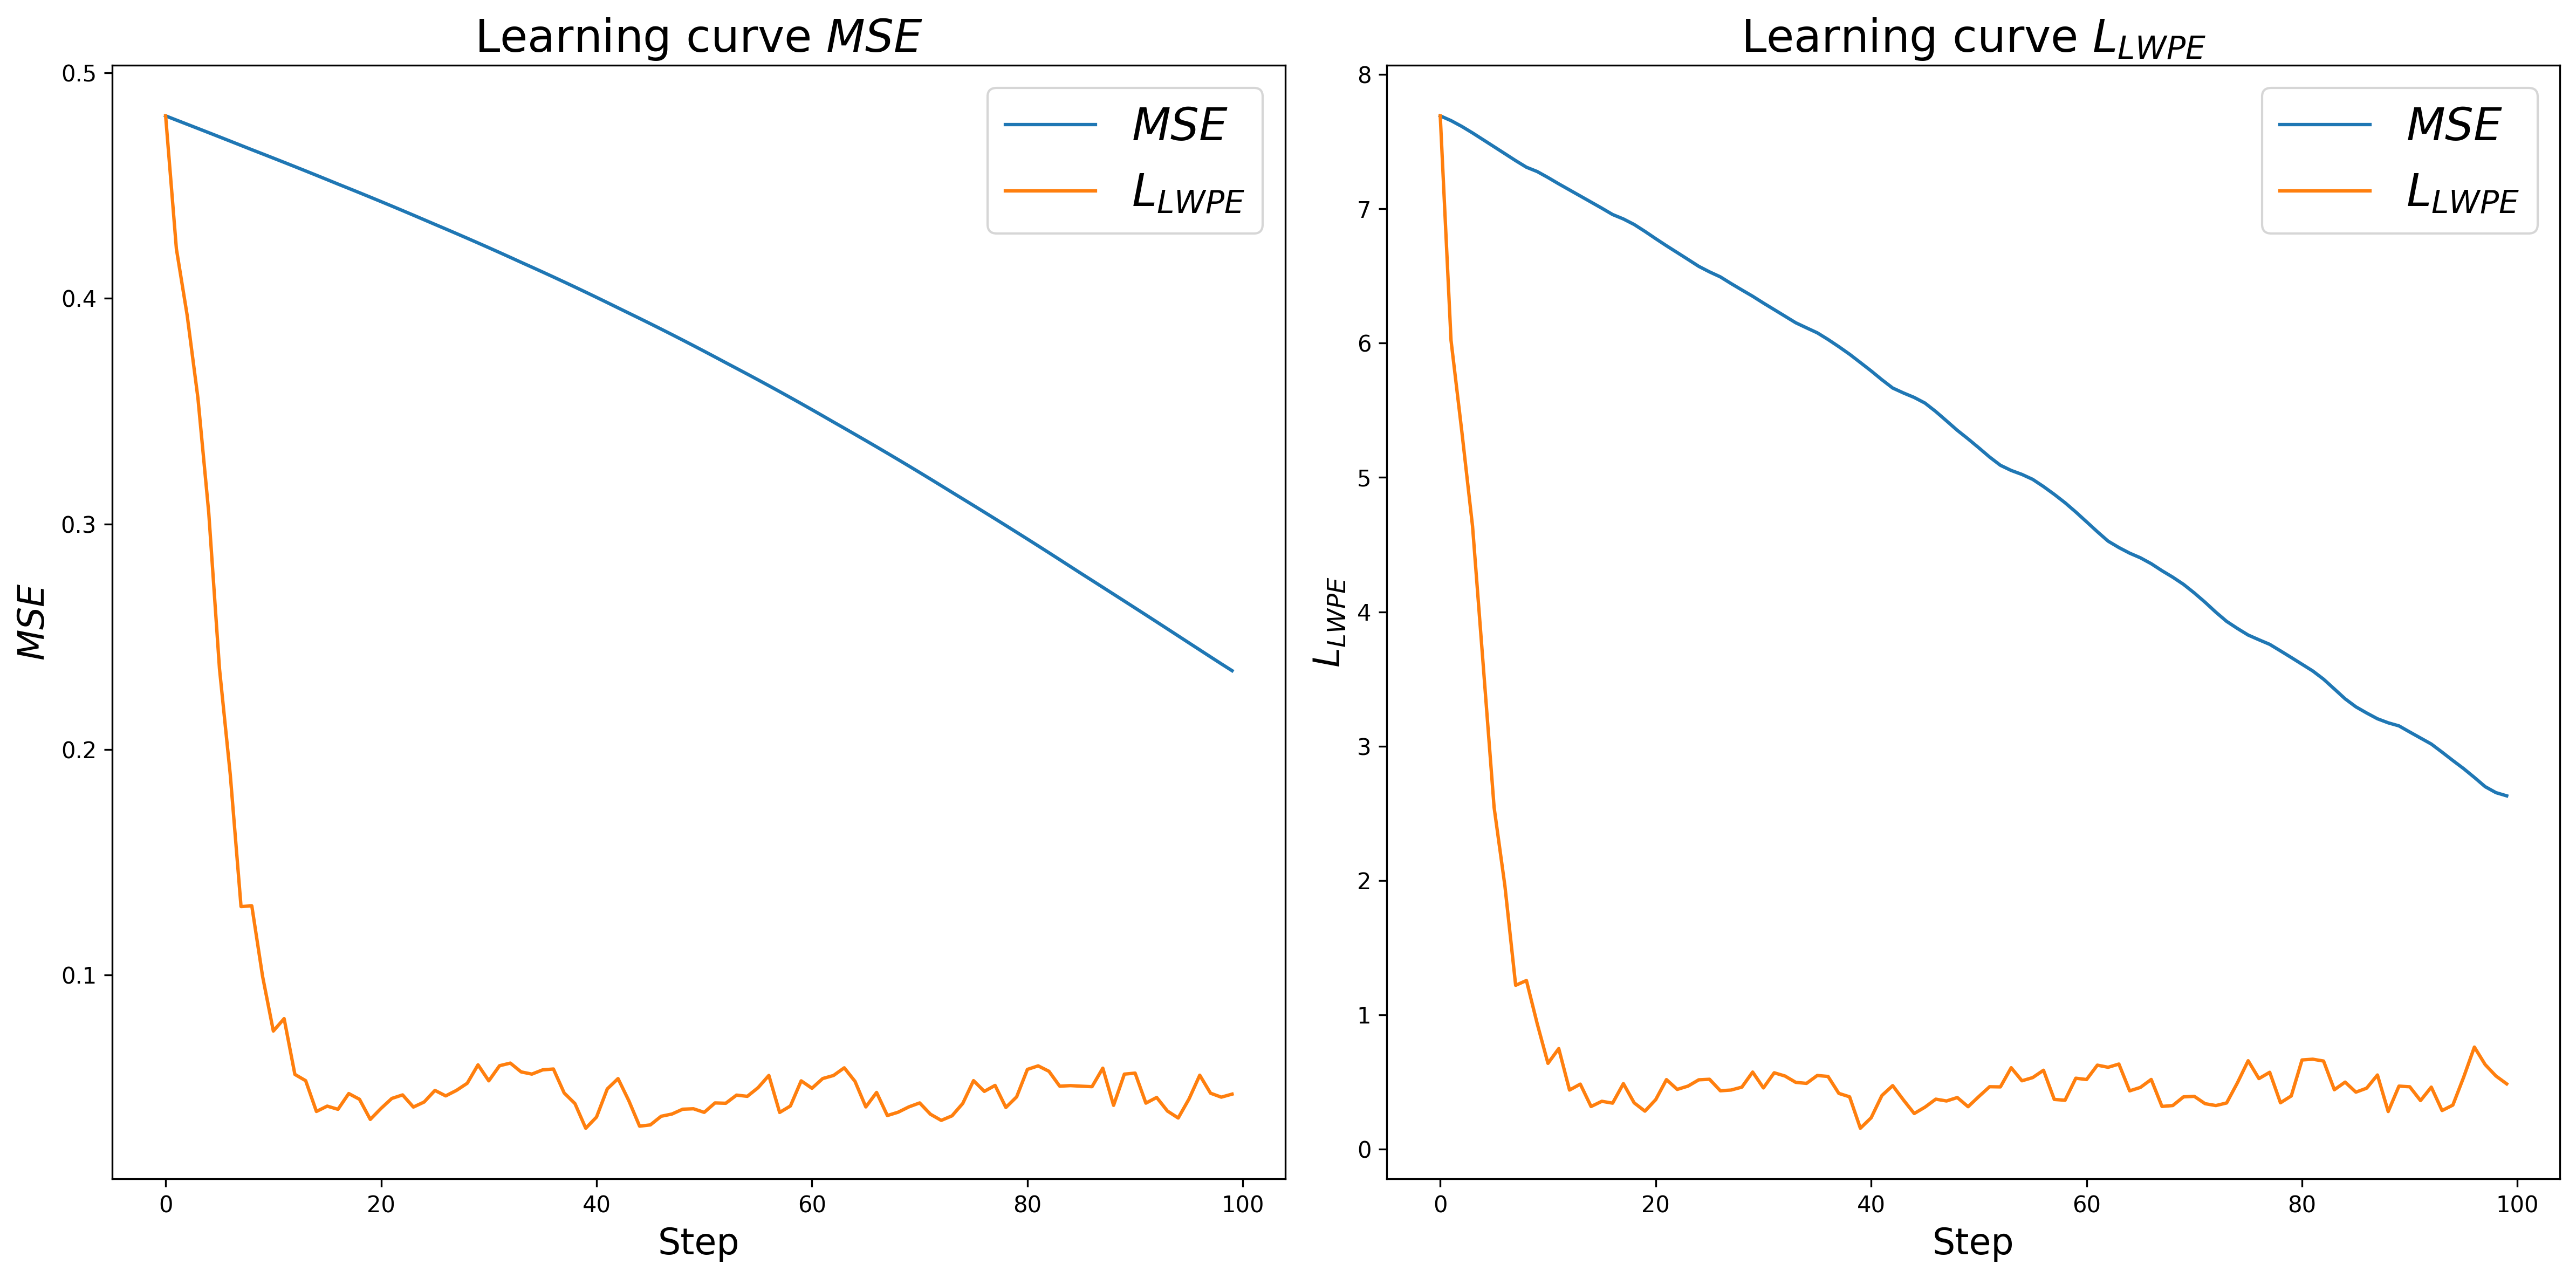 Learning curve MSE
0.5
0.4
0.3
0.2
0.1
MSE
0 20 40 60 80 100
Step
MSE
L_LWPE
Learning curve L_LWPE
8
7
6
5
4
3
2
1
0
L_LWPE
0 20 40 60 80 100
Step
MSE
L_LWPE